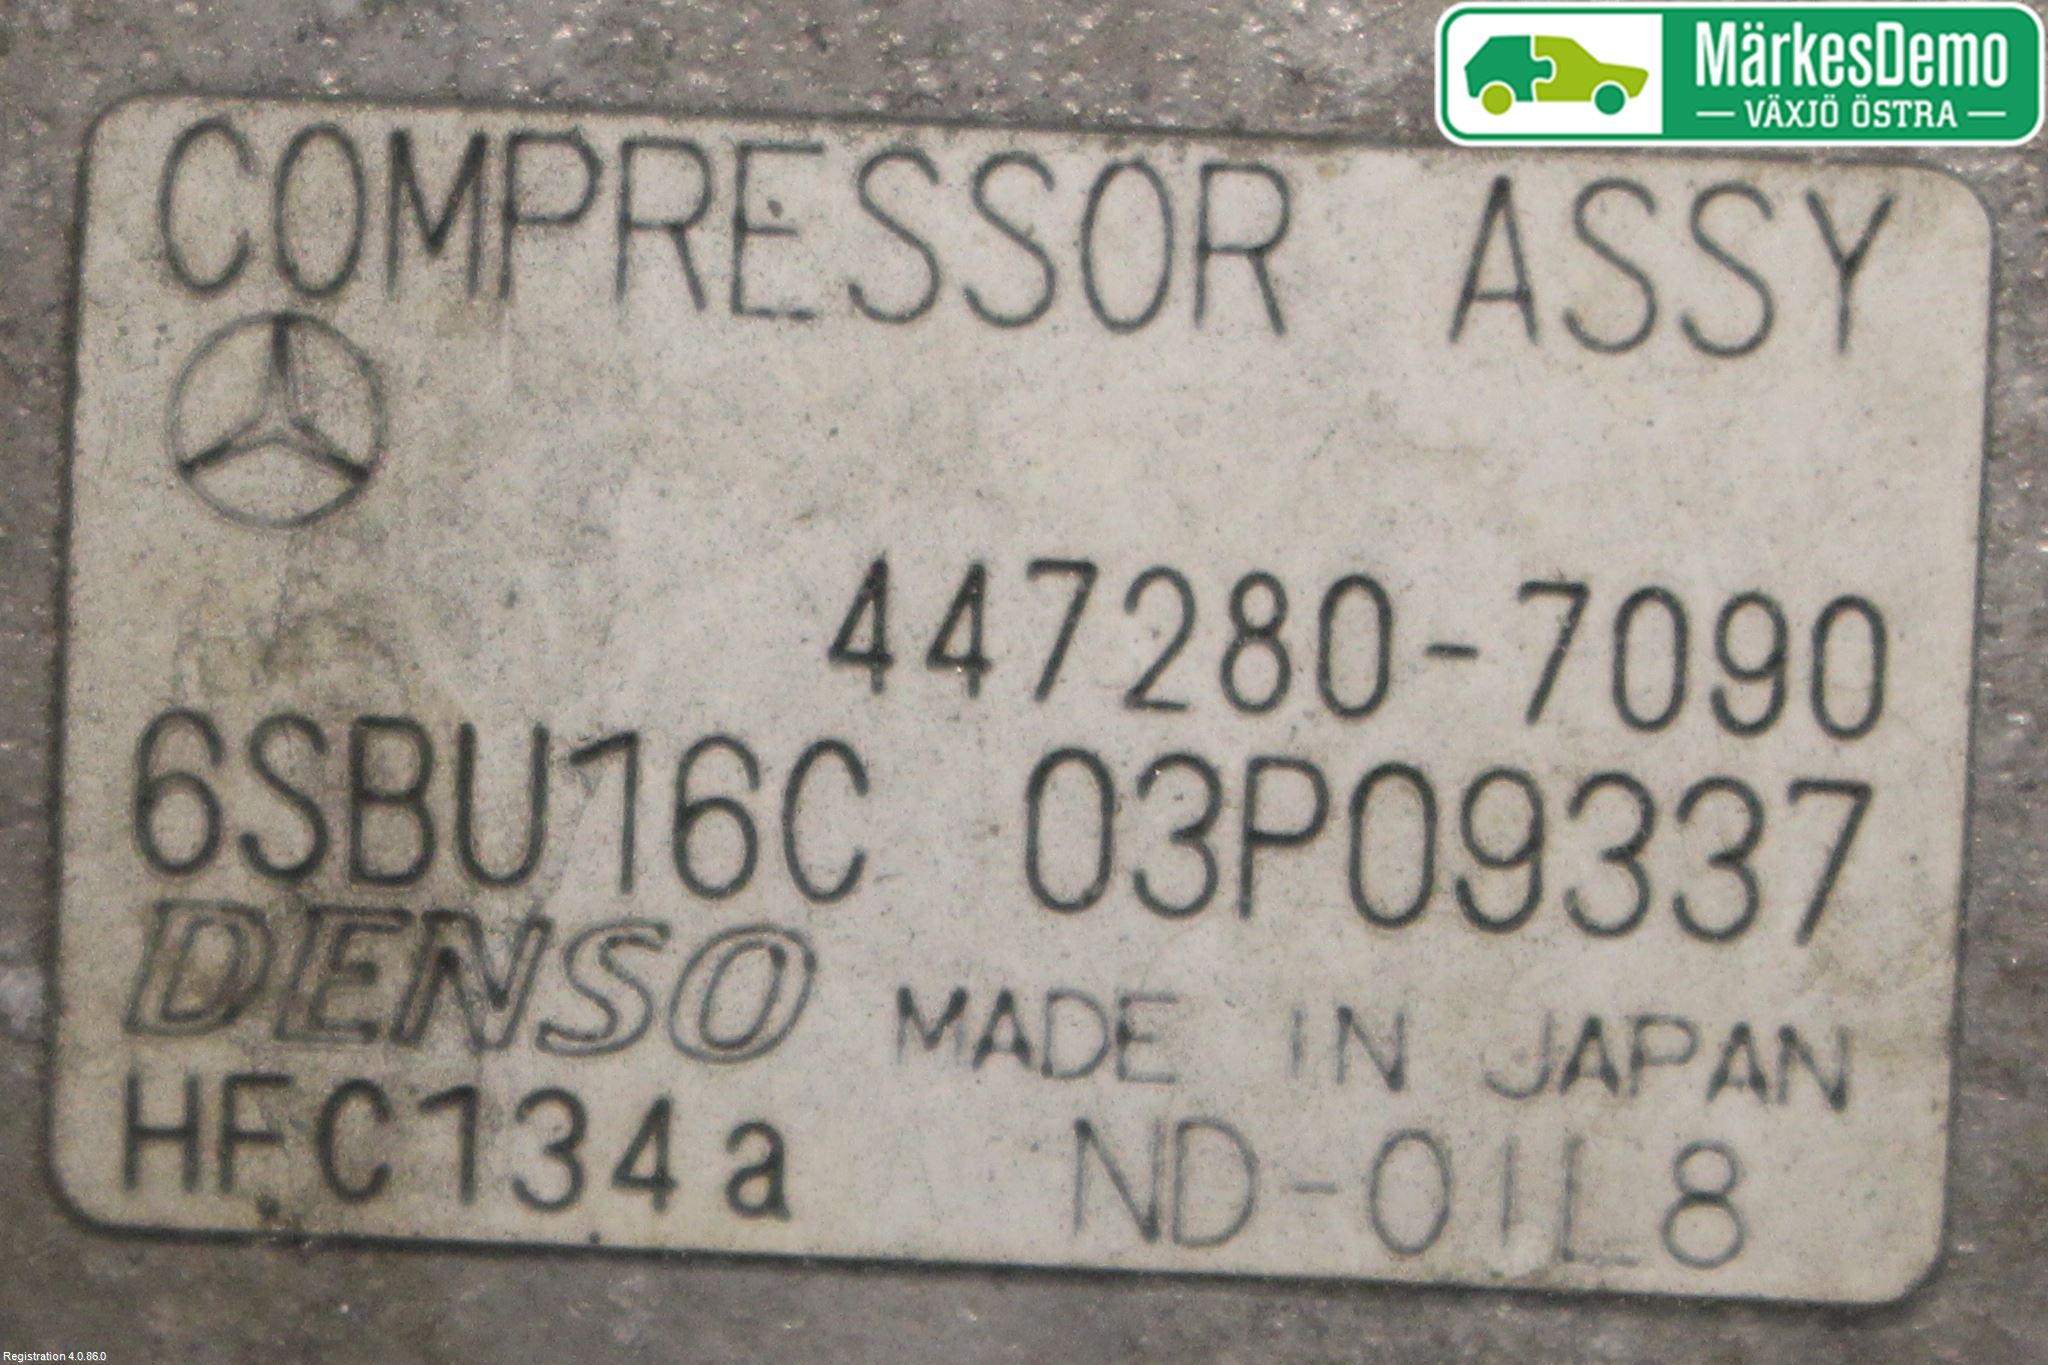 MärkesDemo
VÄXJÖ ÖSTRA
COMPRESSOR ASSY
447280-7090
6SBU16C 03P09337
DENSO MADE IN JAPAN
HFC134a ND-OIL8
Registration 4.0.86.0